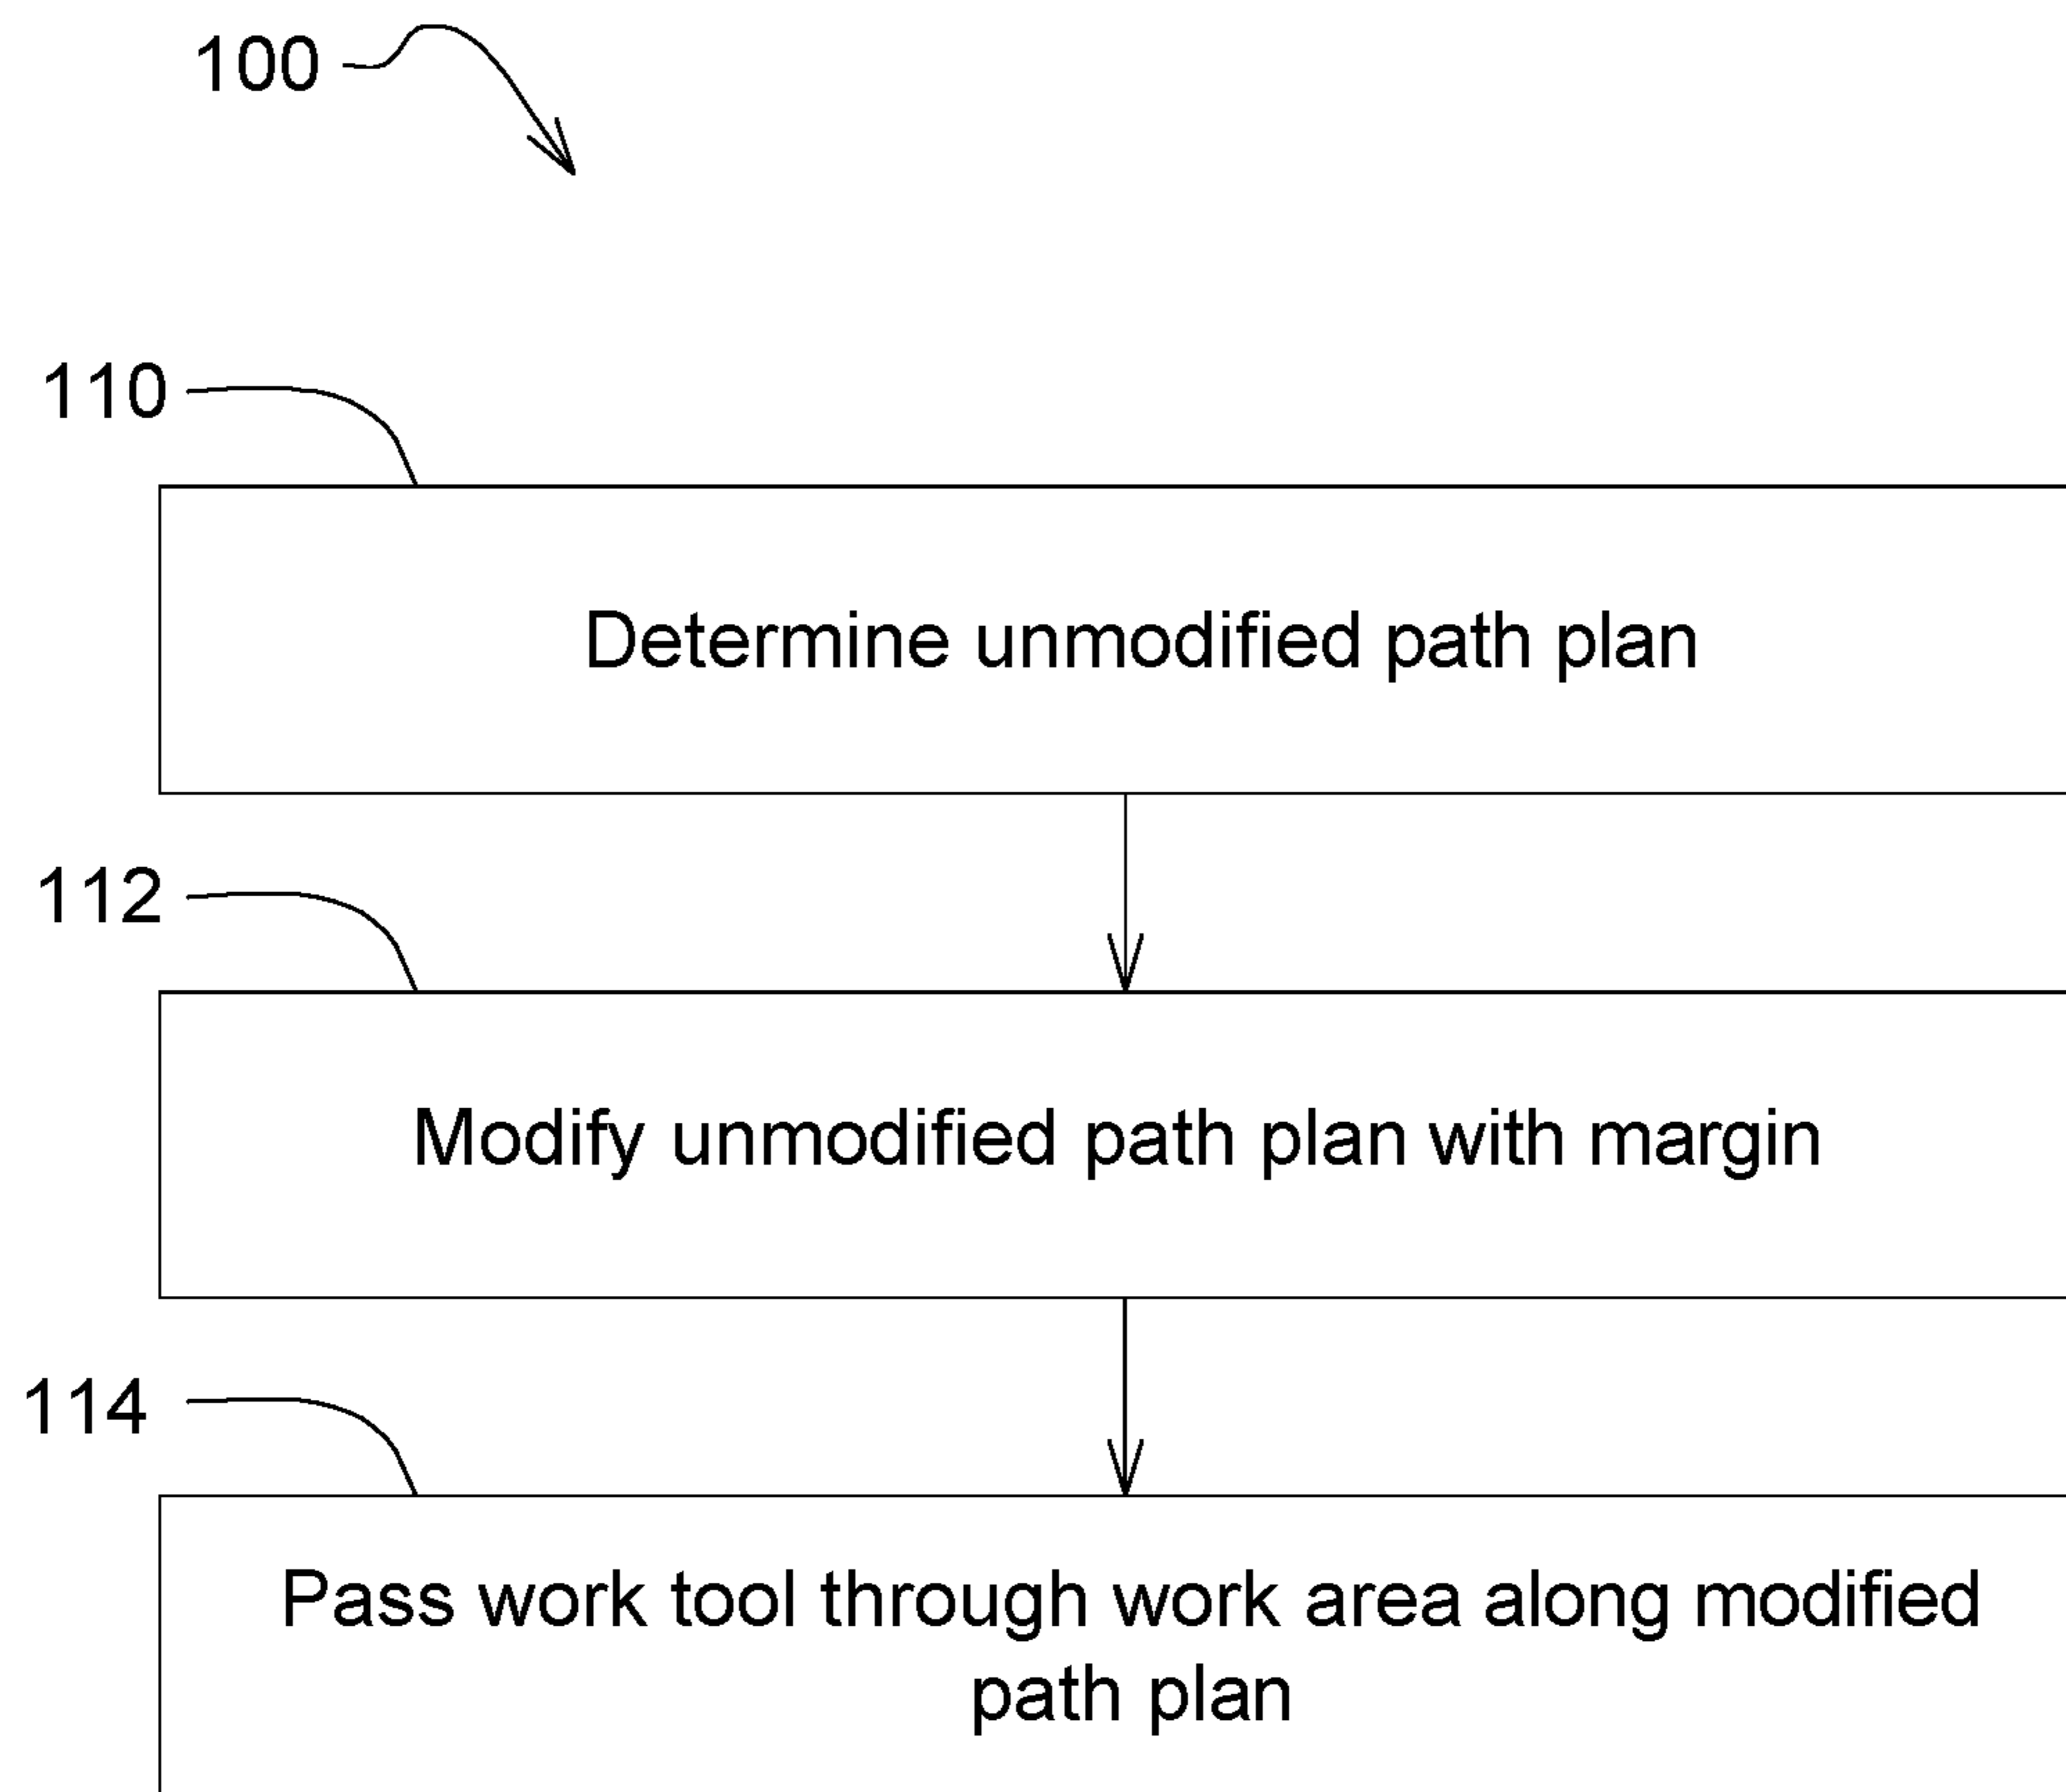 100
110
Determine unmodified path plan
112
Modify unmodified path plan with margin
114
Pass work tool through work area along modified
path plan